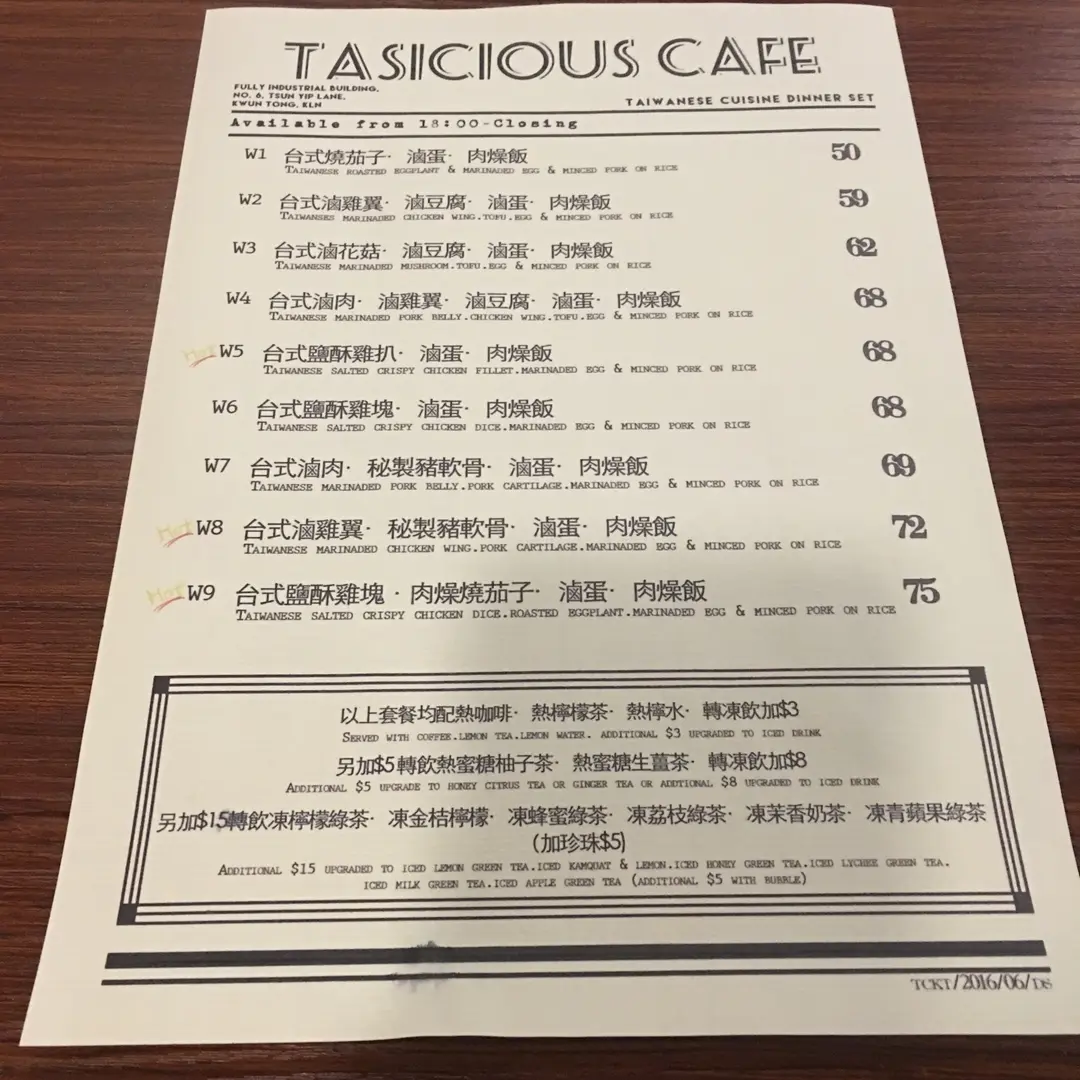 TASICIOUS CAFE
FULLY INDUSTRIAL BUILDING,
NO. 6, TSUN YIP LANE,
KWUN TONG, KLN
TAIWANESE CUISINE DINNER SET
Available from 18:00-Closing
W1 台式燒茄子· 滷蛋· 肉燥飯 50
TAIWANESE ROASTED EGGPLANT & MARINADED EGG & MINCED PORK ON RICE
W2 台式滷雞翼· 滷豆腐· 滷蛋· 肉燥飯 59
TAIWANSES MARINADED CHICKEN WING.TOFU.EGG & MINCED PORK ON RICE
W3 台式滷花菇· 滷豆腐· 滷蛋· 肉燥飯 62
TAIWANESE MARINADED MUSHROOM.TOFU.EGG & MINCED PORK ON RICE
W4 台式滷肉· 滷雞翼· 滷豆腐· 滷蛋· 肉燥飯 68
TAIWANESE MARINADED PORK BELLY.CHICKEN WING.TOFU.EGG & MINCED PORK ON RICE
Hot W5 台式鹽酥雞扒· 滷蛋· 肉燥飯 68
TAIWANESE SALTED CRISPY CHICKEN FILLET.MARINADED EGG & MINCED PORK ON RICE
W6 台式鹽酥雞塊· 滷蛋· 肉燥飯 68
TAIWANESE SALTED CRISPY CHICKEN DICE.MARINADED EGG & MINCED PORK ON RICE
W7 台式滷肉· 秘製豬軟骨· 滷蛋· 肉燥飯 69
TAIWANESE MARINADED PORK BELLY.PORK CARTILAGE.MARINADED EGG & MINCED PORK ON RICE
Hot W8 台式滷雞翼· 秘製豬軟骨· 滷蛋· 肉燥飯 72
TAIWANESE MARINADED CHICKEN WING.PORK CARTILAGE.MARINADED EGG & MINCED PORK ON RICE
Hot W9 台式鹽酥雞塊 · 肉燥燒茄子· 滷蛋· 肉燥飯 75
TAIWANESE SALTED CRISPY CHICKEN DICE.ROASTED EGGPLANT.MARINADED EGG & MINCED PORK ON RICE
以上套餐均配熱咖啡· 熱檸檬茶· 熱檸水· 轉凍飲加$3
SERVED WITH COFFEE.LEMON TEA.LEMON WATER. ADDITIONAL $3 UPGRADED TO ICED DRINK
另加$5轉飲熱蜜糖柚子茶· 熱蜜糖生薑茶· 轉凍飲加$8
ADDITIONAL $5 UPGRADE TO HONEY CITRUS TEA OR GINGER TEA OR ADDTIONAL $8 UPGRADED TO ICED DRINK
另加$15轉飲凍檸檬綠茶· 凍金桔檸檬· 凍蜂蜜綠茶· 凍荔枝綠茶· 凍茉香奶茶· 凍青蘋果綠茶
(加珍珠$5)
ADDITIONAL $15 UPGRADED TO ICED LEMON GREEN TEA.ICED KAMQUAT & LEMON.ICED HONEY GREEN TEA.ICED LYCHEE GREEN TEA.
ICED MILK GREEN TEA.ICED APPLE GREEN TEA (ADDITIONAL $5 WITH BUBBLE)
TCKT/2016/06/DS